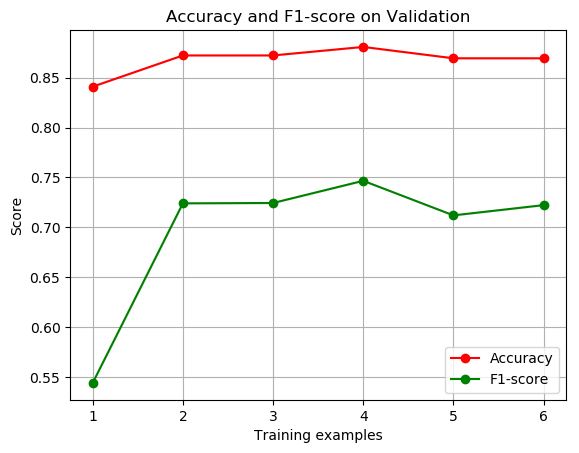 Accuracy and F1-score on Validation
Score
0.85
0.80
0.75
0.70
0.65
0.60
0.55
Accuracy
F1-score
1 2 3 4 5 6
Training examples